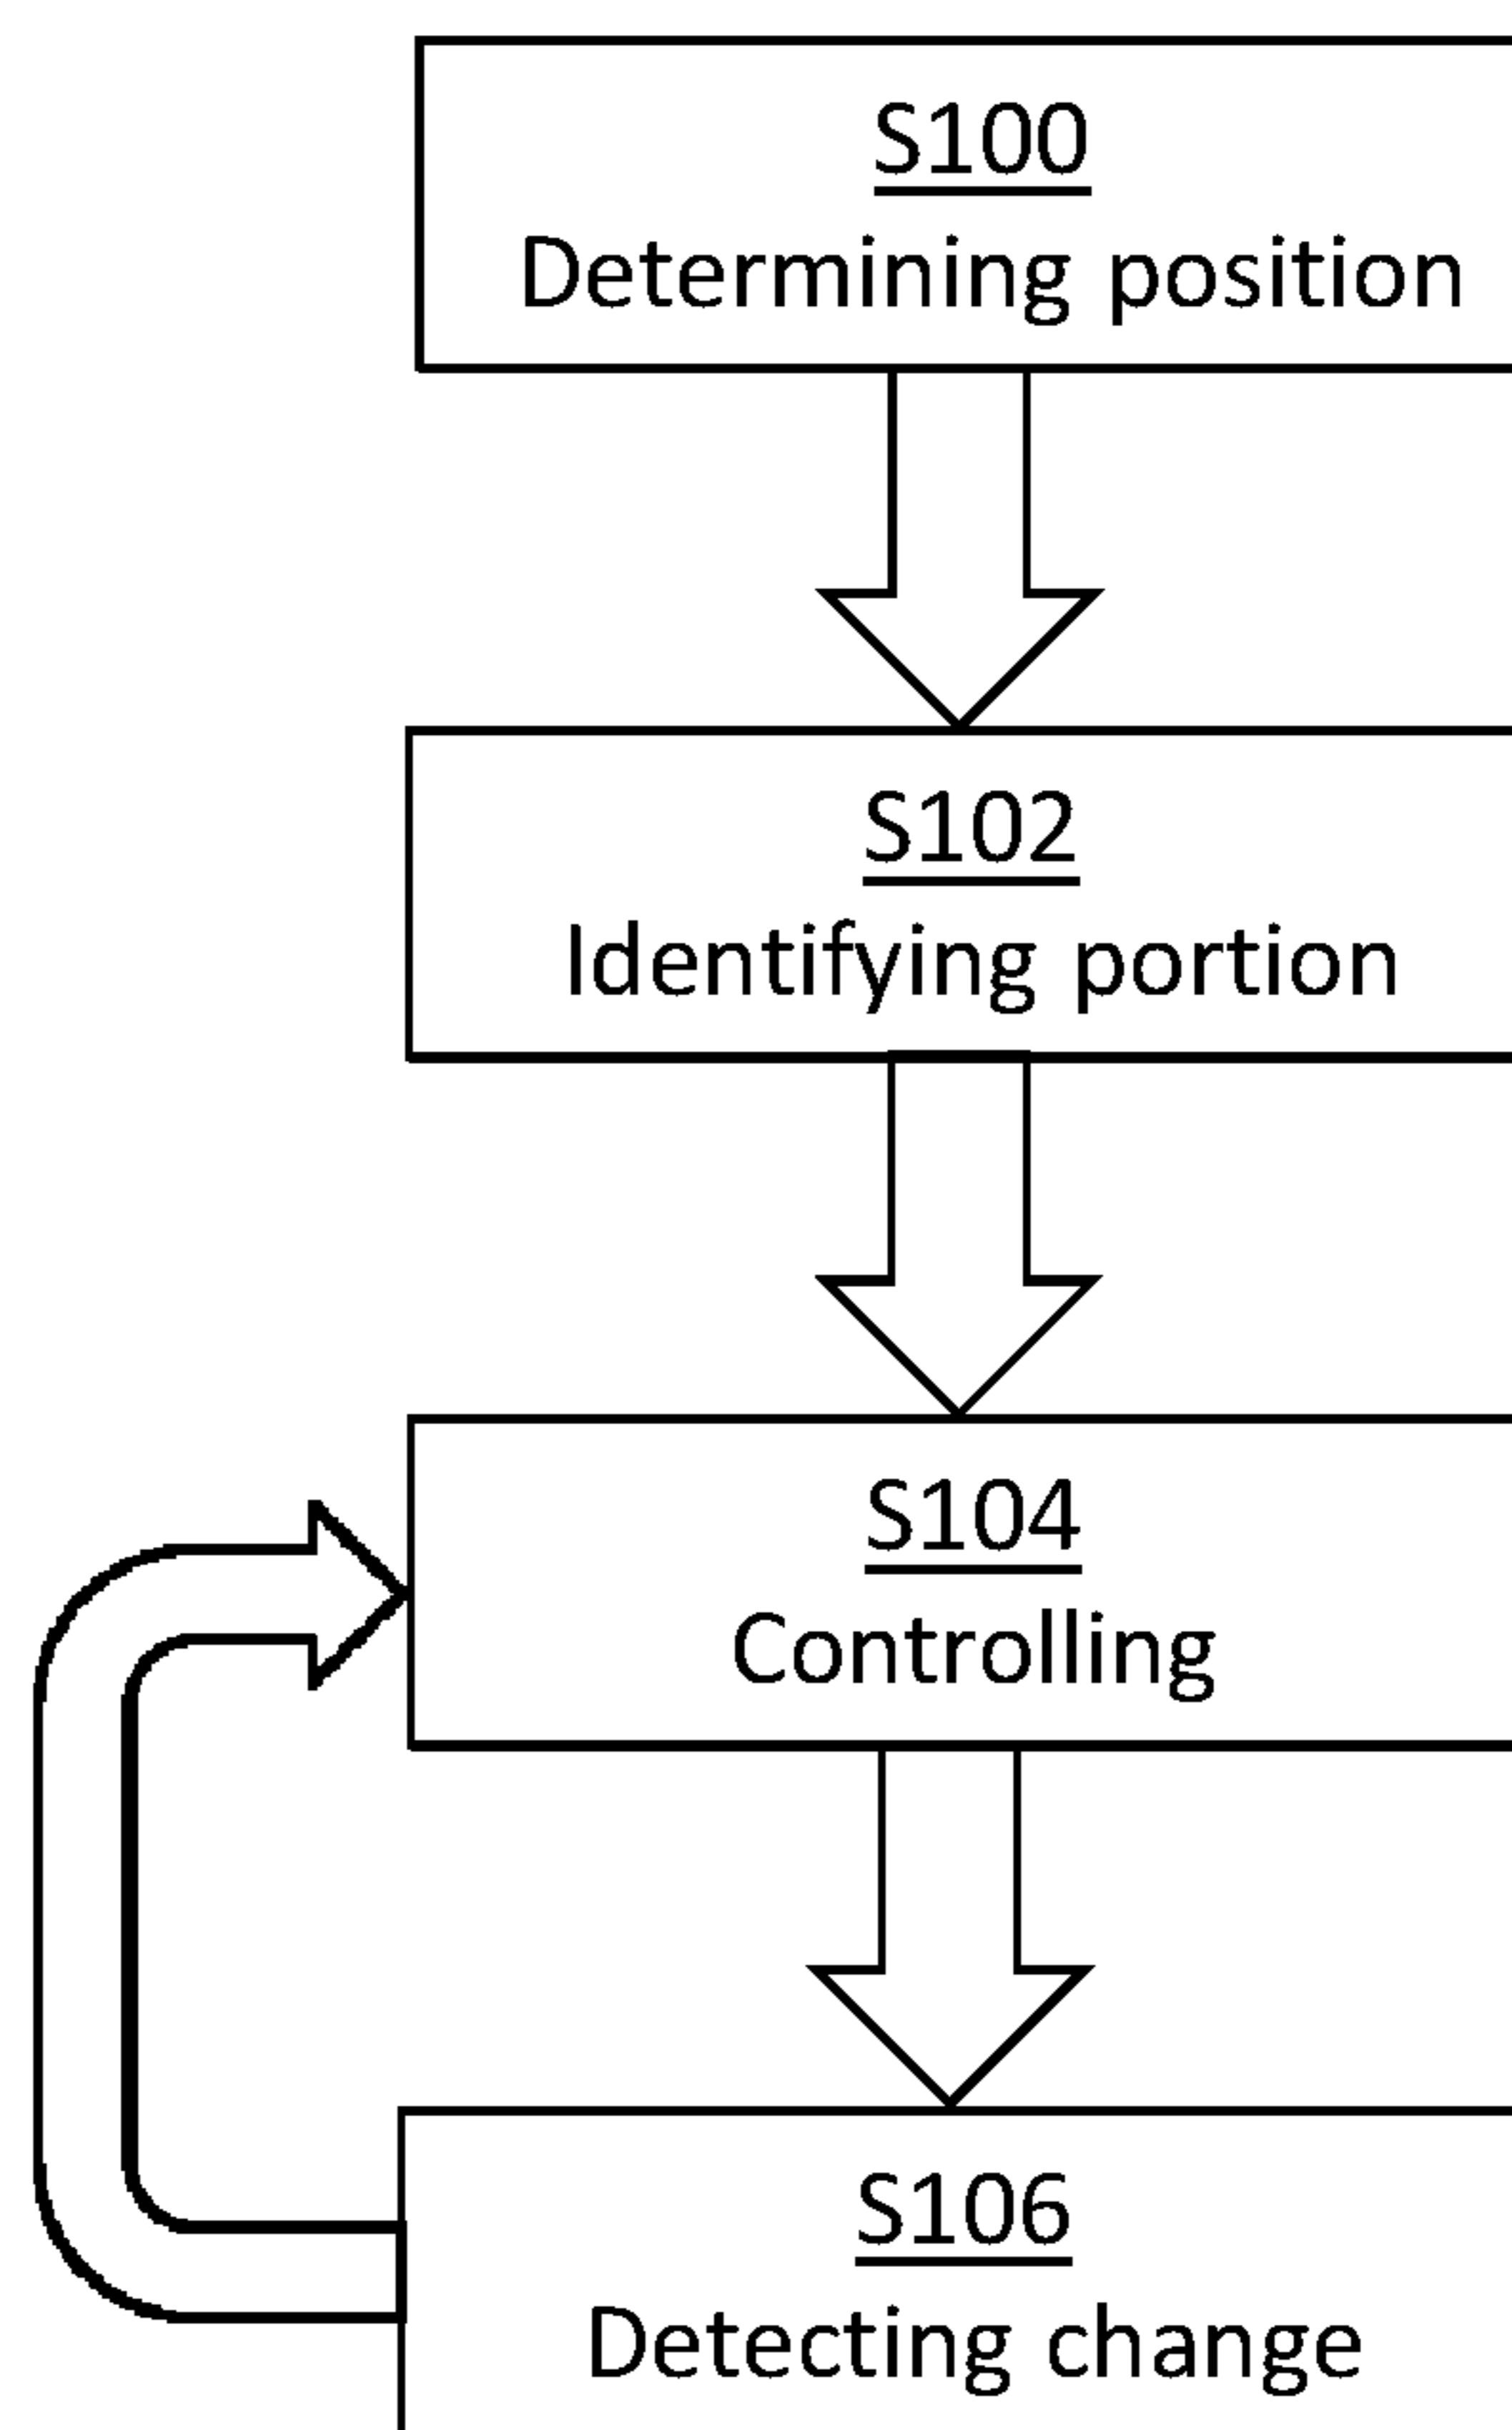 S100
Determining position
S102
Identifying portion
S104
Controlling
S106
Detecting change